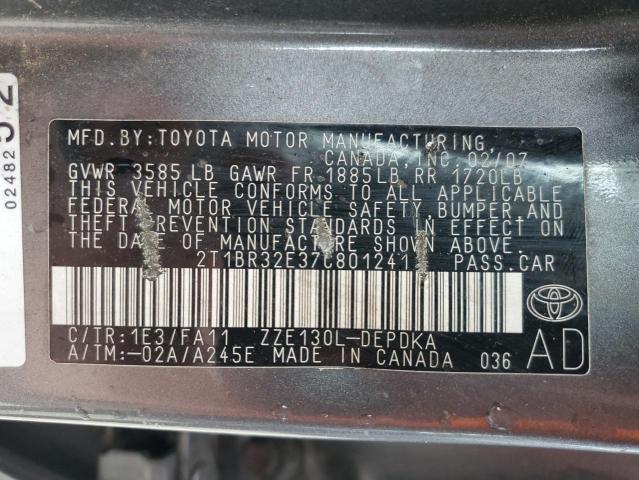 MFD. BY: TOYOTA MOTOR MANUFACTURING,
CANADA, INC. 02/07
GVWR 3585 LB GAWR FR 1885LB RR 1720LB
THIS VEHICLE CONFORMS TO ALL APPLICABLE
FEDERAL MOTOR VEHICLE SAFETY, BUMPER, AND
THEFT PREVENTION STANDARDS IN EFFECT ON
THE DATE OF MANUFACTURE SHOWN ABOVE.
2T1BR32E37C801241 PASS. CAR
C/TR: 1E3/FA11 ZZE130L-DEPDKA
A/TM: -02A/A245E MADE IN CANADA 036
AD
02482